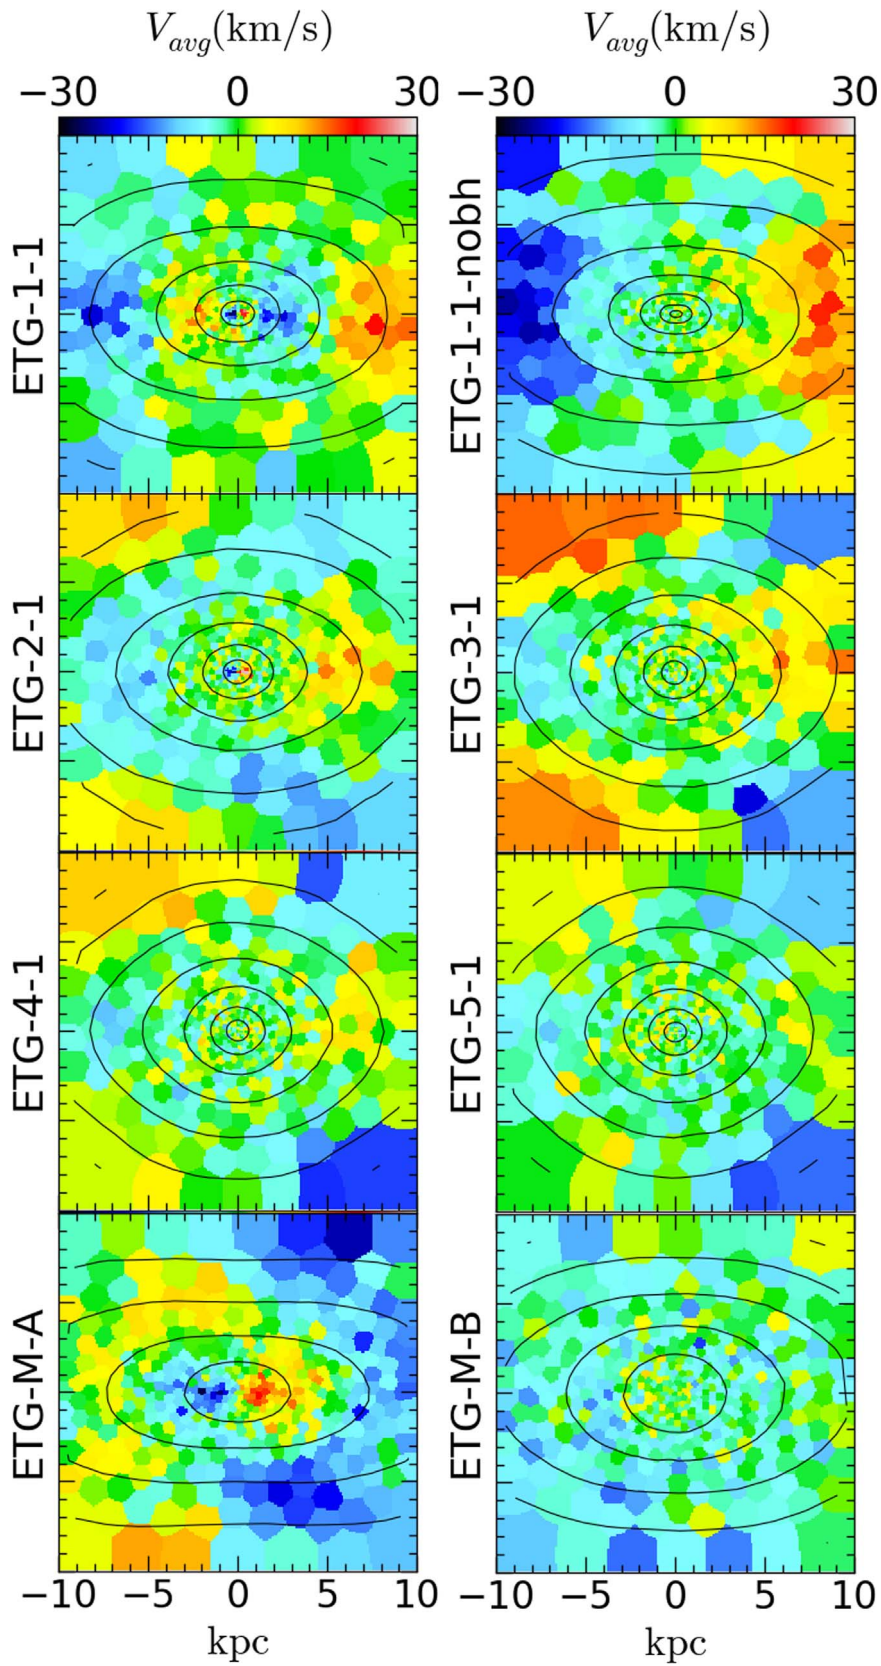 V_avg(km/s) V_avg(km/s)
−30 0 30 −30 0 30
ETG-1-1 ETG-1-1-nobh
ETG-2-1 ETG-3-1
ETG-4-1 ETG-5-1
ETG-M-A ETG-M-B
−10 −5 0 5 10 −10 −5 0 5 10
kpc kpc